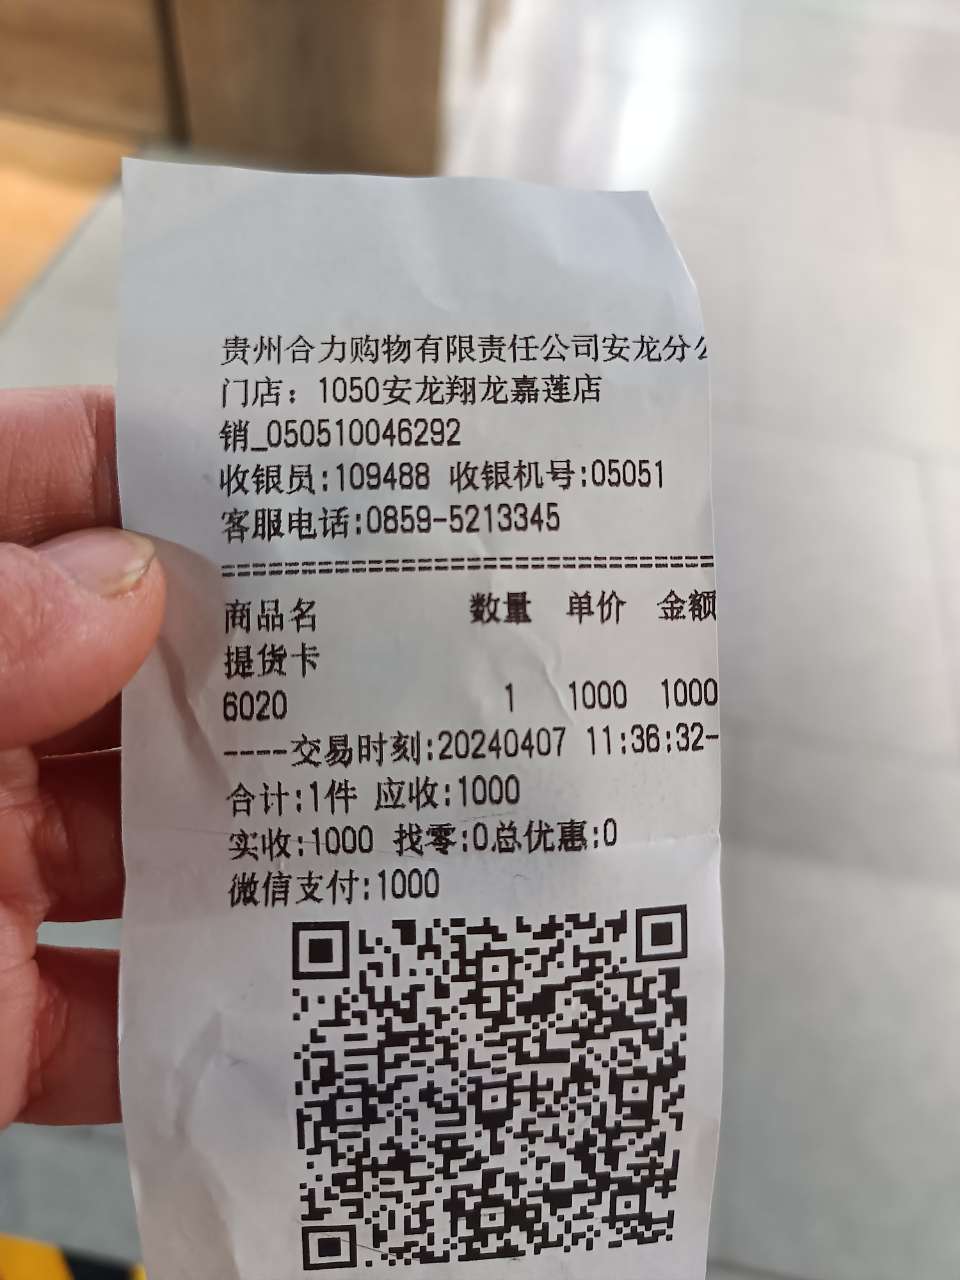 贵州合力购物有限责任公司安龙分公
门店：1050安龙翔龙嘉莲店
销_050510046292
收银员:109488 收银机号:05051
客服电话:0859-5213345
================================
商品名 数量 单价 金额
提货卡
6020 1 1000 1000
----交易时刻:20240407 11:36:32-
合计:1件 应收:1000
实收:1000 找零:0总优惠:0
微信支付:1000